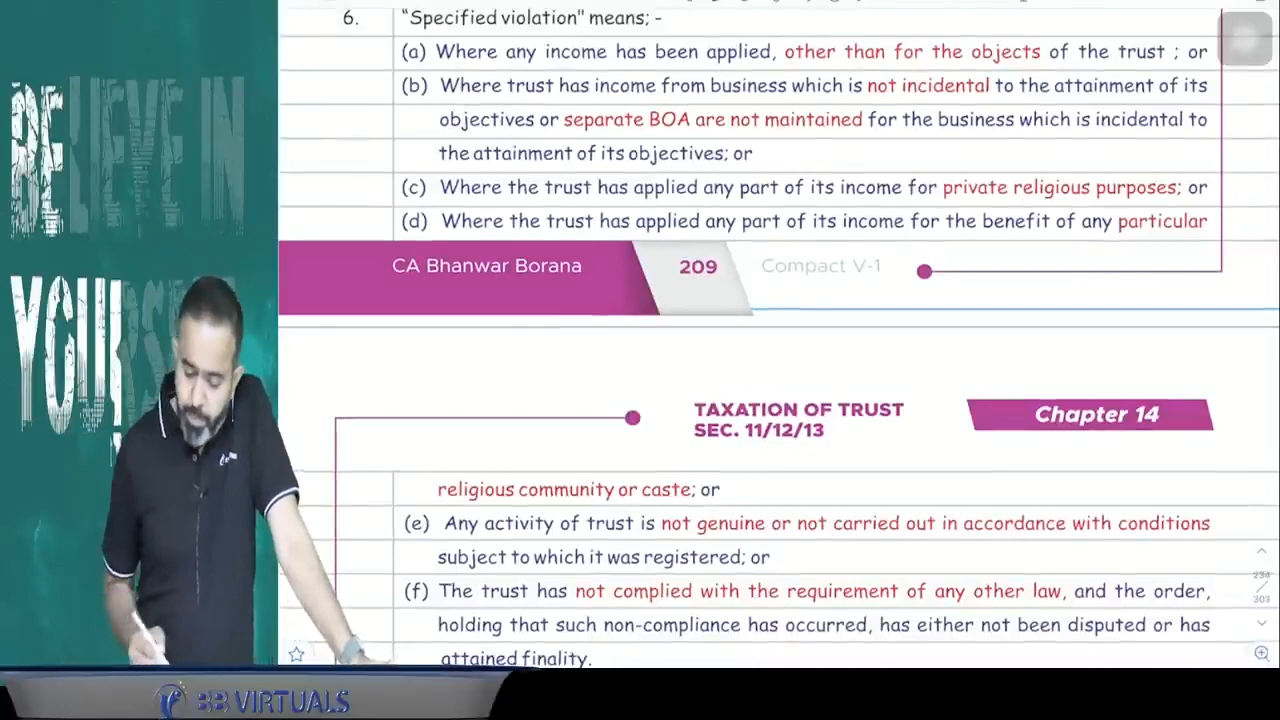 BELIEVE IN
YOURS
6. “Specified violation" means; -
(a) Where any income has been applied, other than for the objects of the trust ; or
(b) Where trust has income from business which is not incidental to the attainment of its
objectives or separate BOA are not maintained for the business which is incidental to
the attainment of its objectives; or
(c) Where the trust has applied any part of its income for private religious purposes; or
(d) Where the trust has applied any part of its income for the benefit of any particular
CA Bhanwar Borana 209 Compact V-1
TAXATION OF TRUST
SEC. 11/12/13
Chapter 14
religious community or caste; or
(e) Any activity of trust is not genuine or not carried out in accordance with conditions
subject to which it was registered; or
(f) The trust has not complied with the requirement of any other law, and the order,
holding that such non-compliance has occurred, has either not been disputed or has
attained finality.
234
/
303
BB VIRTUALS